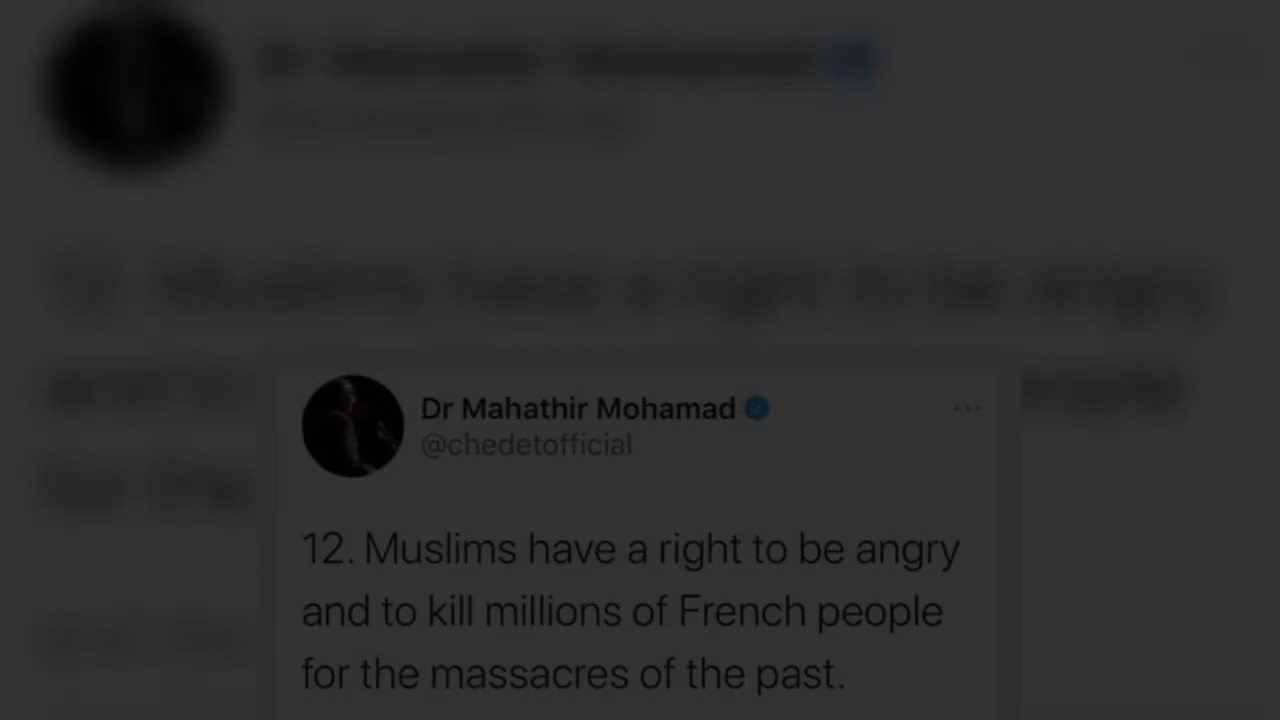 Dr Mahathir Mohamad
@chedetofficial
12. Muslims have a right to be angry
and to kill millions of French people
for the massacres of the past.